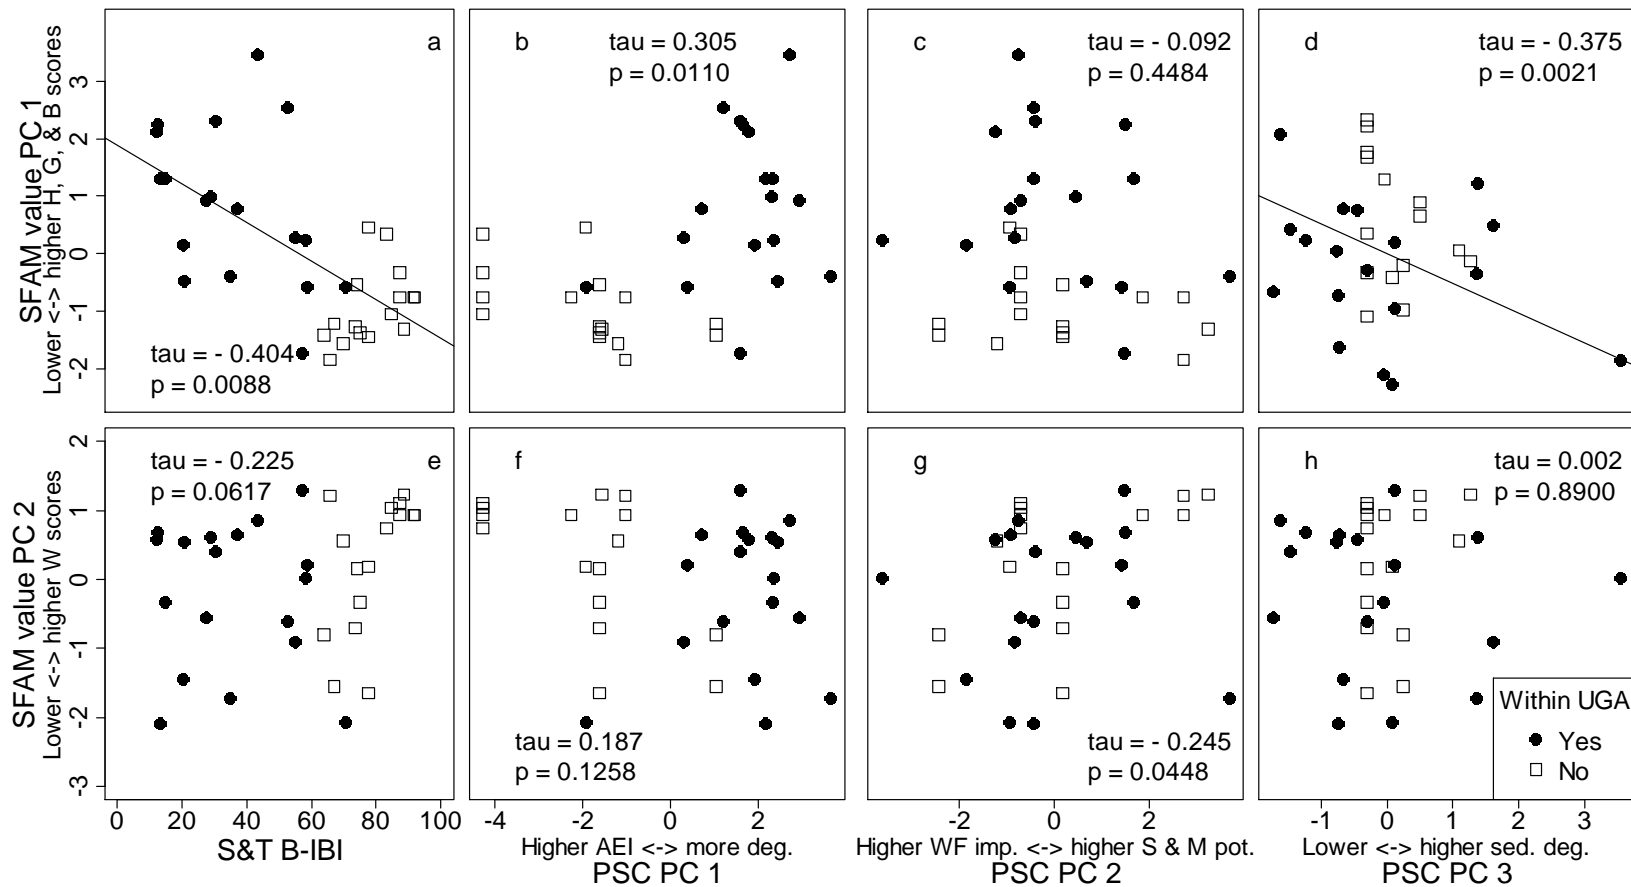 SFAM value PC 1
Lower <-> higher H, G, & B scores
3
2
1
0
-1
-2
a
tau = - 0.404
p = 0.0088
b
tau = 0.305
p = 0.0110
c
tau = - 0.092
p = 0.4484
d
tau = - 0.375
p = 0.0021
SFAM value PC 2
Lower <-> higher W scores
2
1
0
-1
-2
-3
tau = - 0.225
p = 0.0617
e
f
tau = 0.187
p = 0.1258
g
tau = - 0.245
p = 0.0448
h
tau = 0.002
p = 0.8900
Within UGA
Yes
No
0 20 40 60 80 100
S&T B-IBI
-4 -2 0 2
Higher AEI <-> more deg.
PSC PC 1
-2 0 2
Higher WF imp. <-> higher S & M pot.
PSC PC 2
-1 0 1 2 3
Lower <-> higher sed. deg.
PSC PC 3